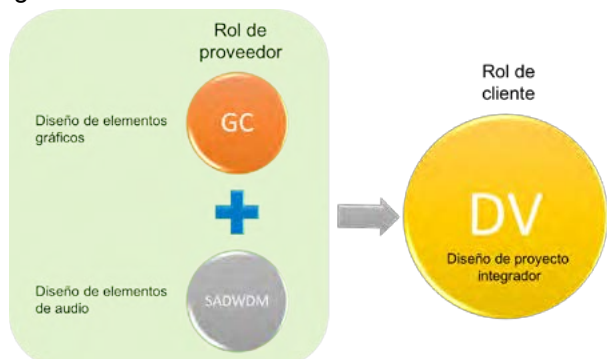 Rol de
proveedor
Diseño de elementos
gráficos
GC
Diseño de elementos
de audio
SADWDM
Rol de
cliente
DV
Diseño de proyecto
integrador